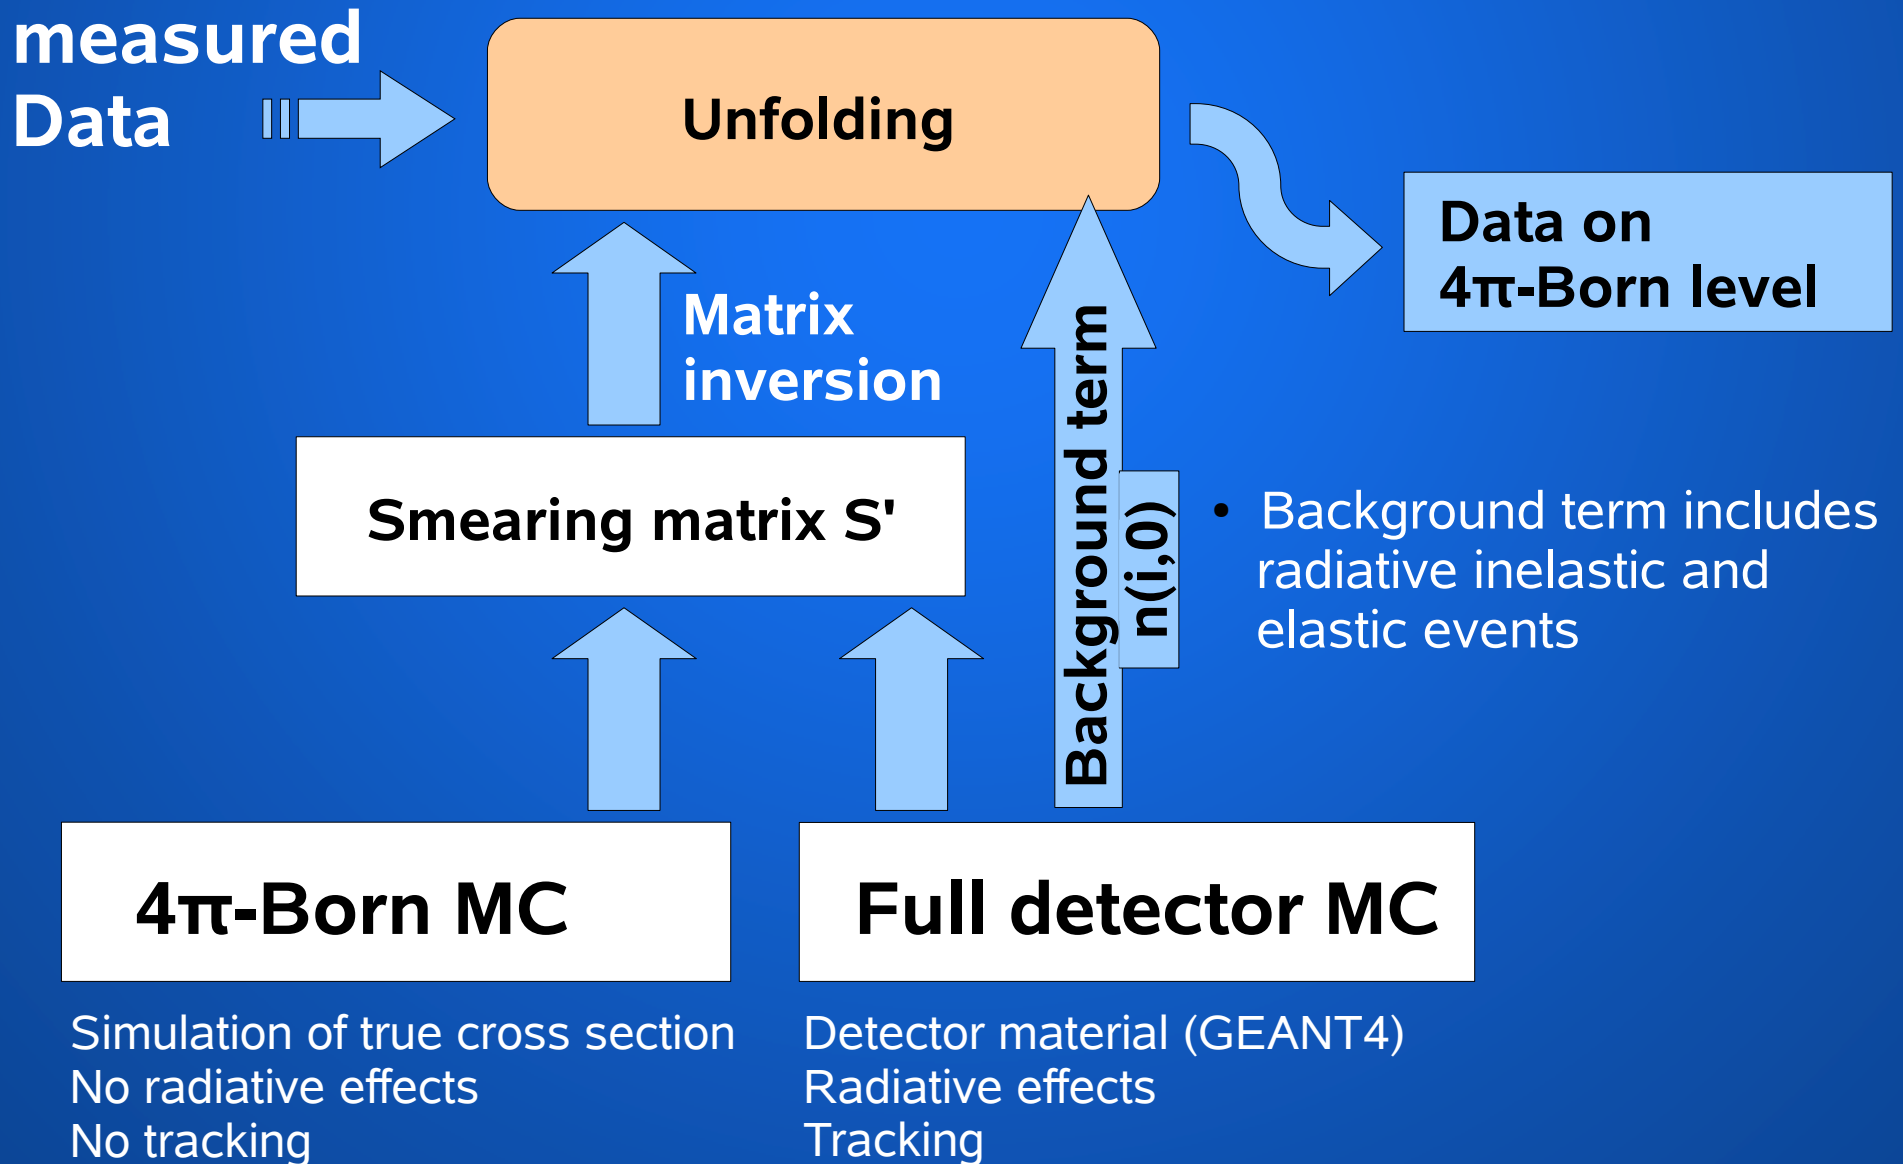 measured
Data
Unfolding
Data on
4π-Born level
Matrix
inversion
Background term
n(i,0)
Smearing matrix S'
• Background term includes
radiative inelastic and
elastic events
4π-Born MC
Full detector MC
Simulation of true cross section
No radiative effects
No tracking
Detector material (GEANT4)
Radiative effects
Tracking